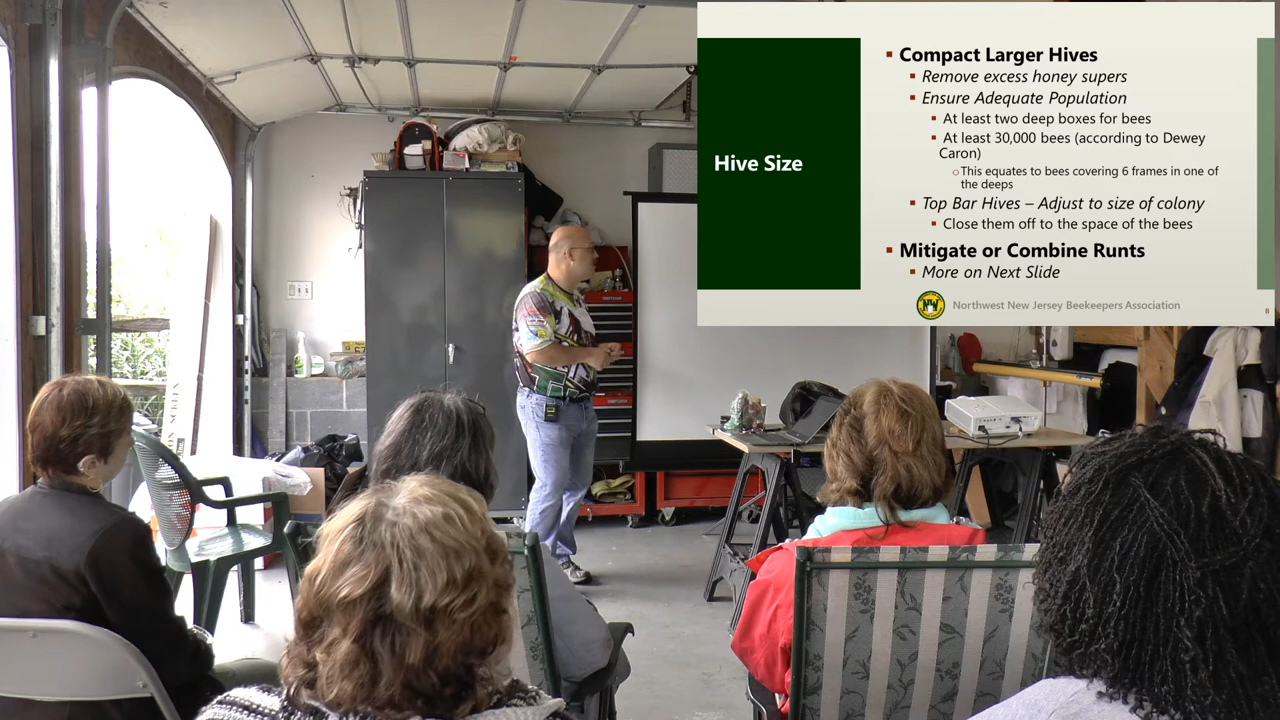 Hive Size
Compact Larger Hives
Remove excess honey supers
Ensure Adequate Population
At least two deep boxes for bees
At least 30,000 bees (according to Dewey
Caron)
This equates to bees covering 6 frames in one of
the deeps
Top Bar Hives – Adjust to size of colony
Close them off to the space of the bees
Mitigate or Combine Runts
More on Next Slide
Northwest New Jersey Beekeepers Association
8